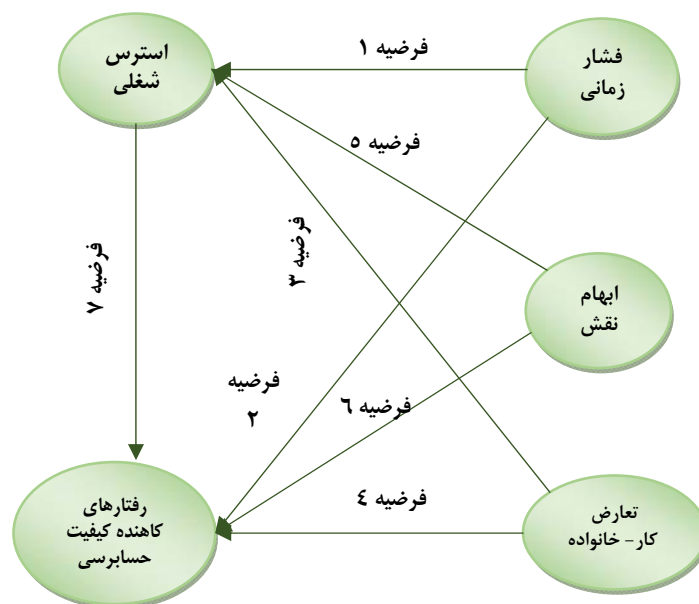 فشار
زمانی
فرضیه ۱
استرس
شغلی
فرضیه ۵
فرضیه ۳
فرضیه ۷
ابهام
نقش
فرضیه
۲
فرضیه ۶
تعارض
کار- خانواده
فرضیه ٤
رفتارهای
کاهنده کیفیت
حسابرسی